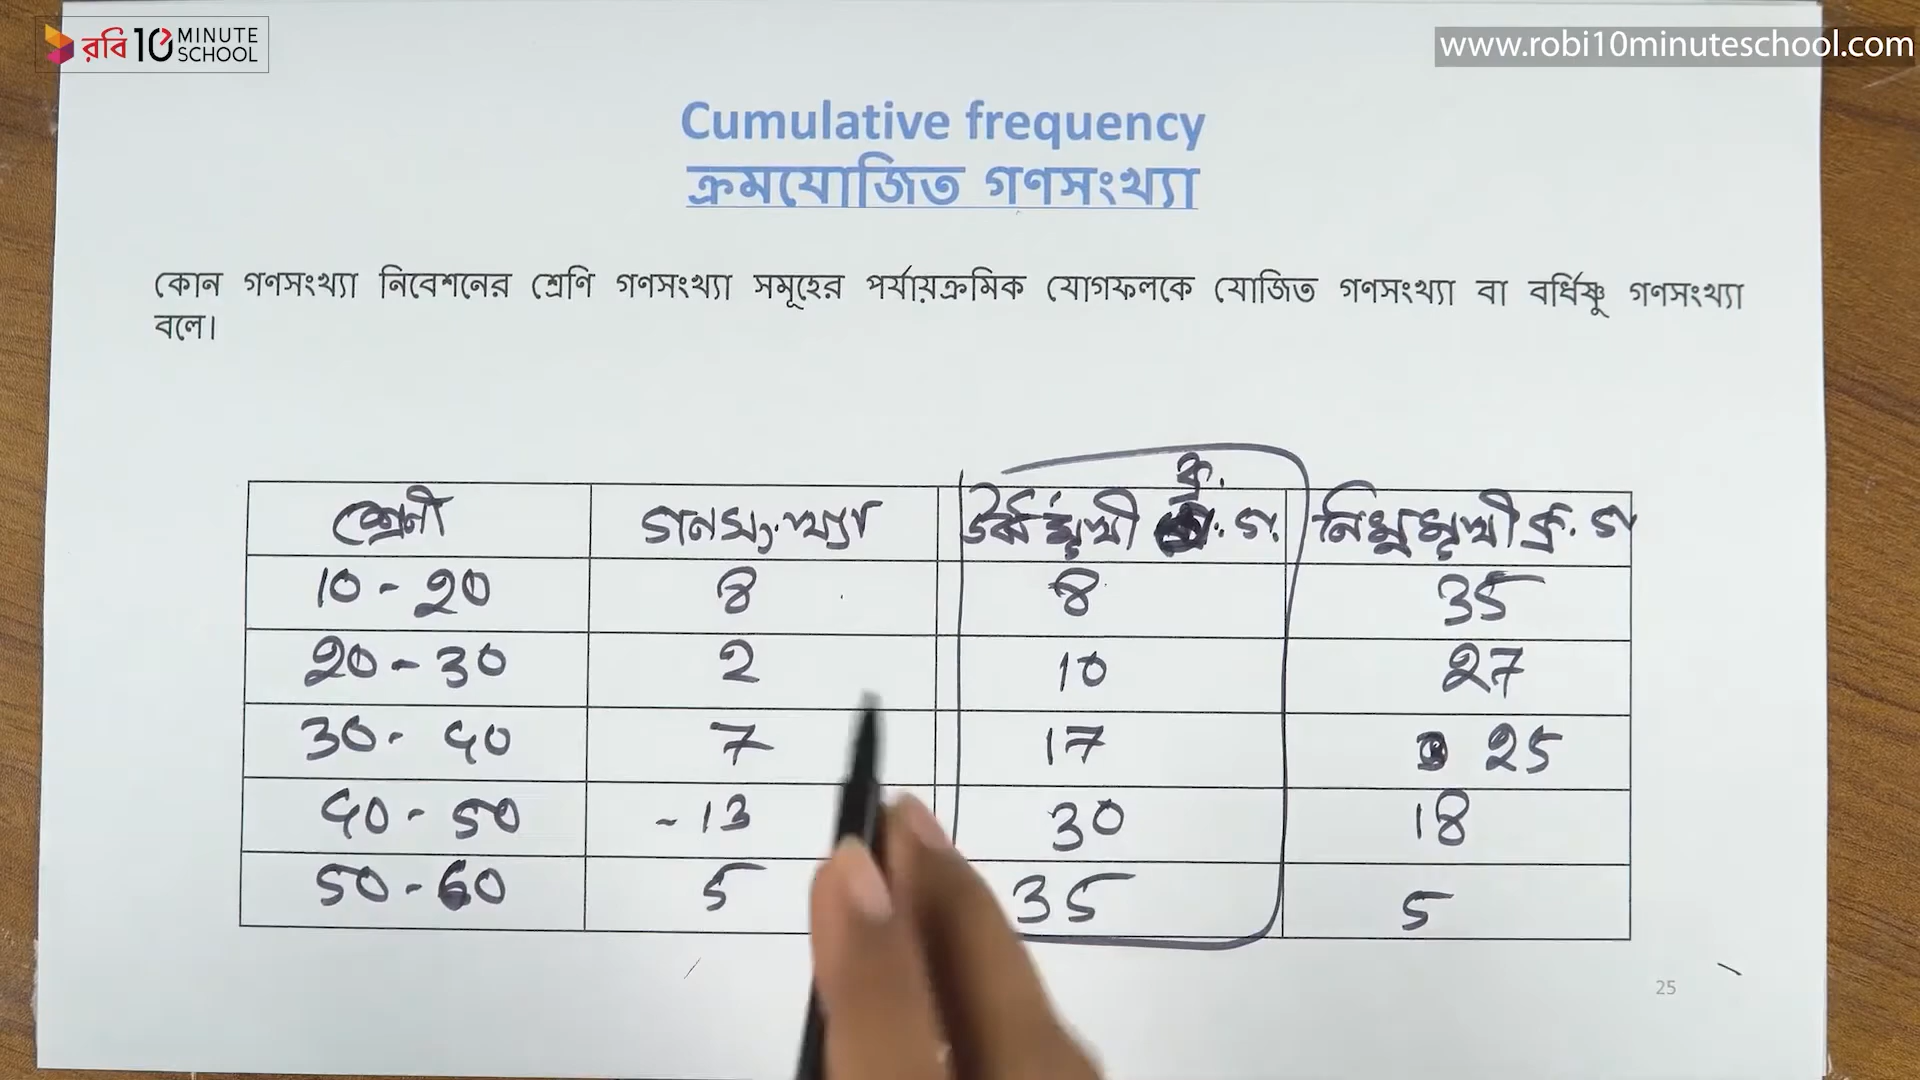 রবি 10 MINUTE SCHOOL
www.robi10minuteschool.com
Cumulative frequency
ক্রমযোজিত গণসংখ্যা
কোন গণসংখ্যা নিবেশনের শ্রেণি গণসংখ্যা সমূহের পর্যায়ক্রমিক যোগফলকে যোজিত গণসংখ্যা বা বর্ধিষ্ণু গণসংখ্যা
বলে।
শ্রেণী গনসংখ্যা উর্ধ্বমুখী ক্র. গ. নিম্নমুখী ক্র. গ
10 - 20 8 8 35
20 - 30 2 10 27
30 - 40 7 17 25
40 - 50 - 13 30 18
50 - 60 5 35 5
25